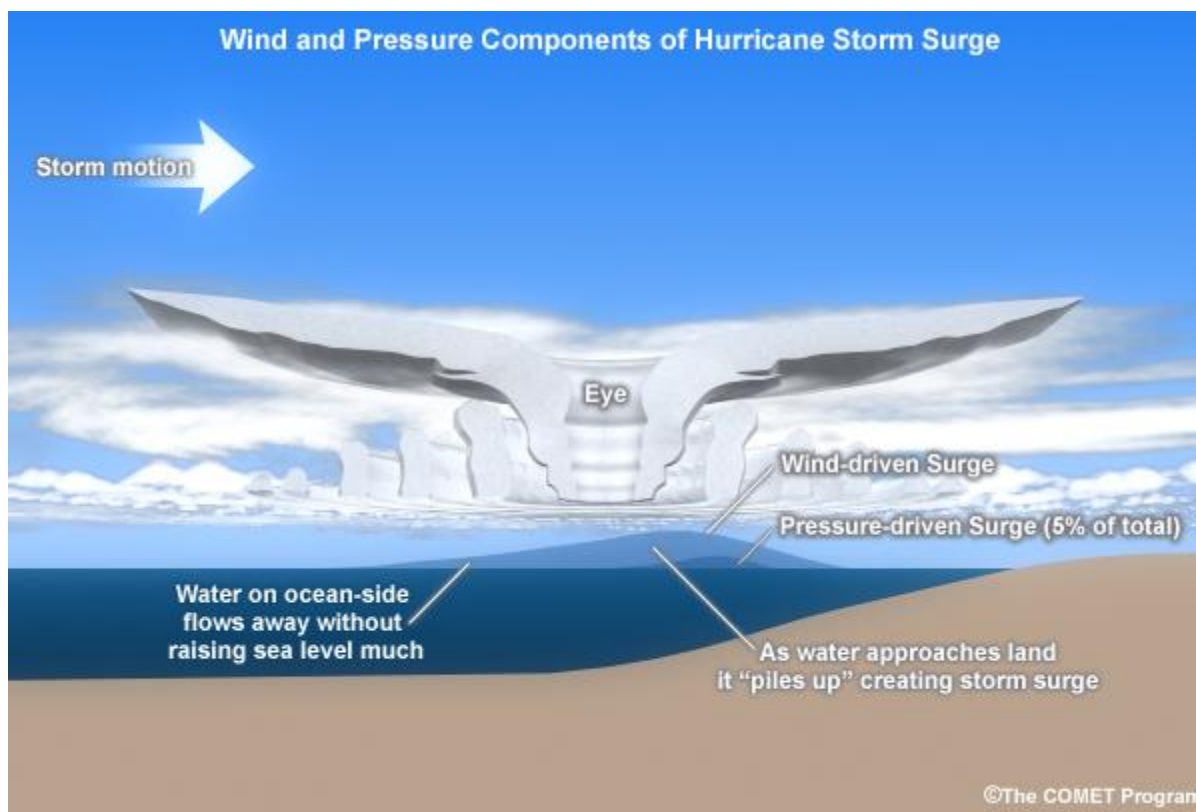 Wind and Pressure Components of Hurricane Storm Surge
Storm motion
Eye
Wind-driven Surge
Pressure-driven Surge (5% of total)
Water on ocean-side
flows away without
raising sea level much
As water approaches land
it “piles up” creating storm surge
©The COMET Program